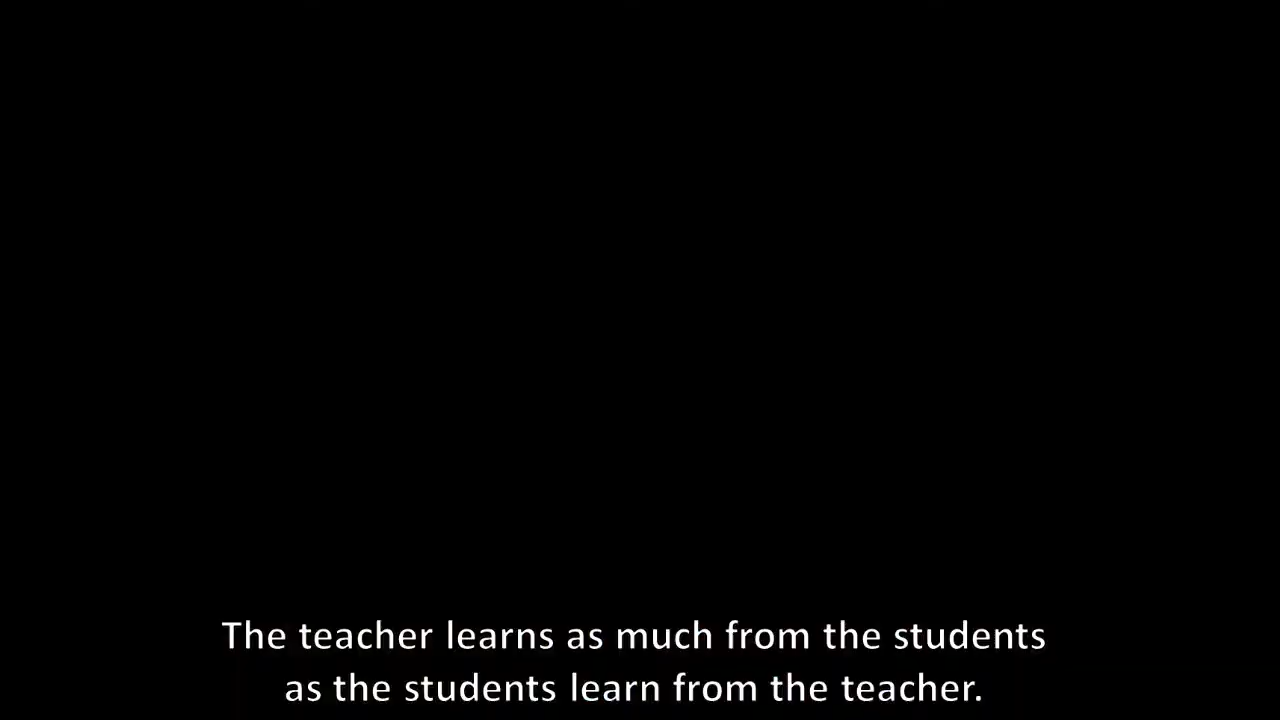 The teacher learns as much from the students
as the students learn from the teacher.